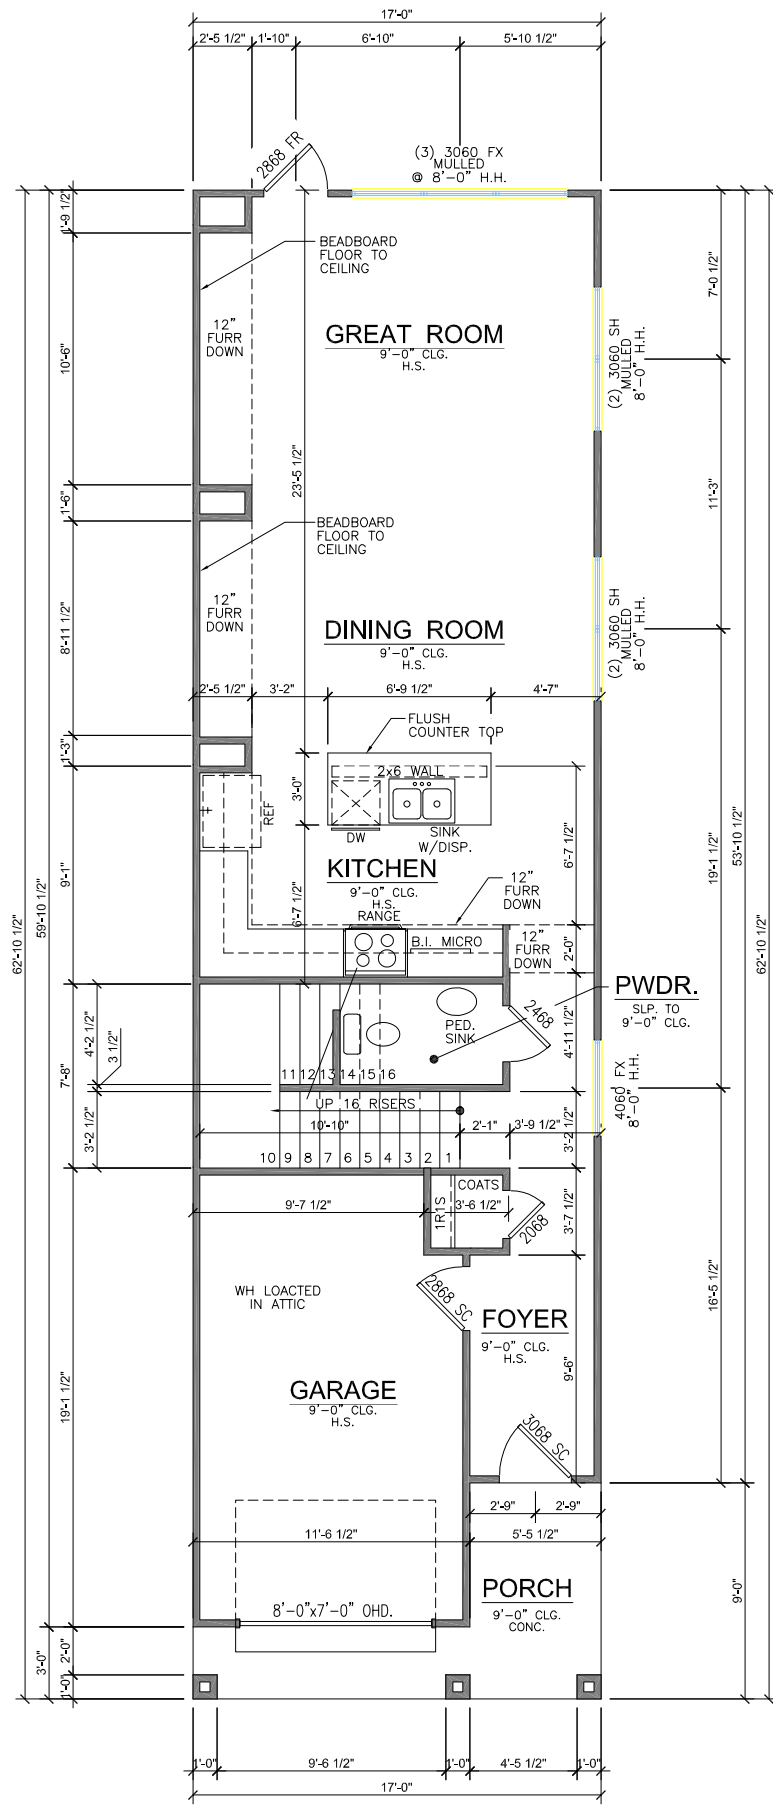 17'-0"
2'-5 1/2"
1'-10"
6'-10"
5'-10 1/2"
2868 FR
(3) 3060 FX
MULLED
@ 8'-0" H.H.
1'-9 1/2"
BEADBOARD
FLOOR TO
CEILING
7'-0 1/2"
12"
FURR
DOWN
GREAT ROOM
9'-0" CLG.
H.S.
(2) 3060 SH
MULLED
8'-0" H.H.
10'-6"
23'-5 1/2"
11'-3"
1'-6"
BEADBOARD
FLOOR TO
CEILING
12"
FURR
DOWN
8'-11 1/2"
DINING ROOM
9'-0" CLG.
H.S.
(2) 3060 SH
MULLED
8'-0" H.H.
2'-5 1/2"
3'-2"
6'-9 1/2"
4'-7"
FLUSH
COUNTER TOP
1'-3"
2x6 WALL
3'-0"
REF
DW
SINK
W/DISP.
6'-7 1/2"
19'-1 1/2"
53'-10 1/2"
9'-1"
KITCHEN
9'-0" CLG.
H.S.
RANGE
6'-7 1/2"
12"
FURR
DOWN
59'-10 1/2"
62'-10 1/2"
62'-10 1/2"
B.I. MICRO
12"
FURR
DOWN
2'-0"
PWDR.
SLP. TO
9'-0" CLG.
PED.
SINK
2468
4'-11 1/2"
4'-2 1/2"
3 1/2"
7'-8"
11 12 13 14 15 16
4060 FX
8'-0" H.H.
UP 16 RISERS
3'-2 1/2"
10'-10"
2'-1"
3'-9 1/2"
3'-2 1/2"
10 9 8 7 6 5 4 3 2 1
COATS
1R1S
9'-7 1/2"
3'-6 1/2"
2068
3'-7 1/2"
WH LOACTED
IN ATTIC
2868 SC
16'-5 1/2"
FOYER
9'-0" CLG.
H.S.
9'-6"
GARAGE
9'-0" CLG.
H.S.
19'-1 1/2"
3068 SC
2'-9"
2'-9"
11'-6 1/2"
5'-5 1/2"
PORCH
9'-0" CLG.
CONC.
8'-0"x7'-0" OHD.
9'-0"
3'-0"
2'-0"
1'-0"
1'-0"
9'-6 1/2"
1'-0"
4'-5 1/2"
1'-0"
17'-0"